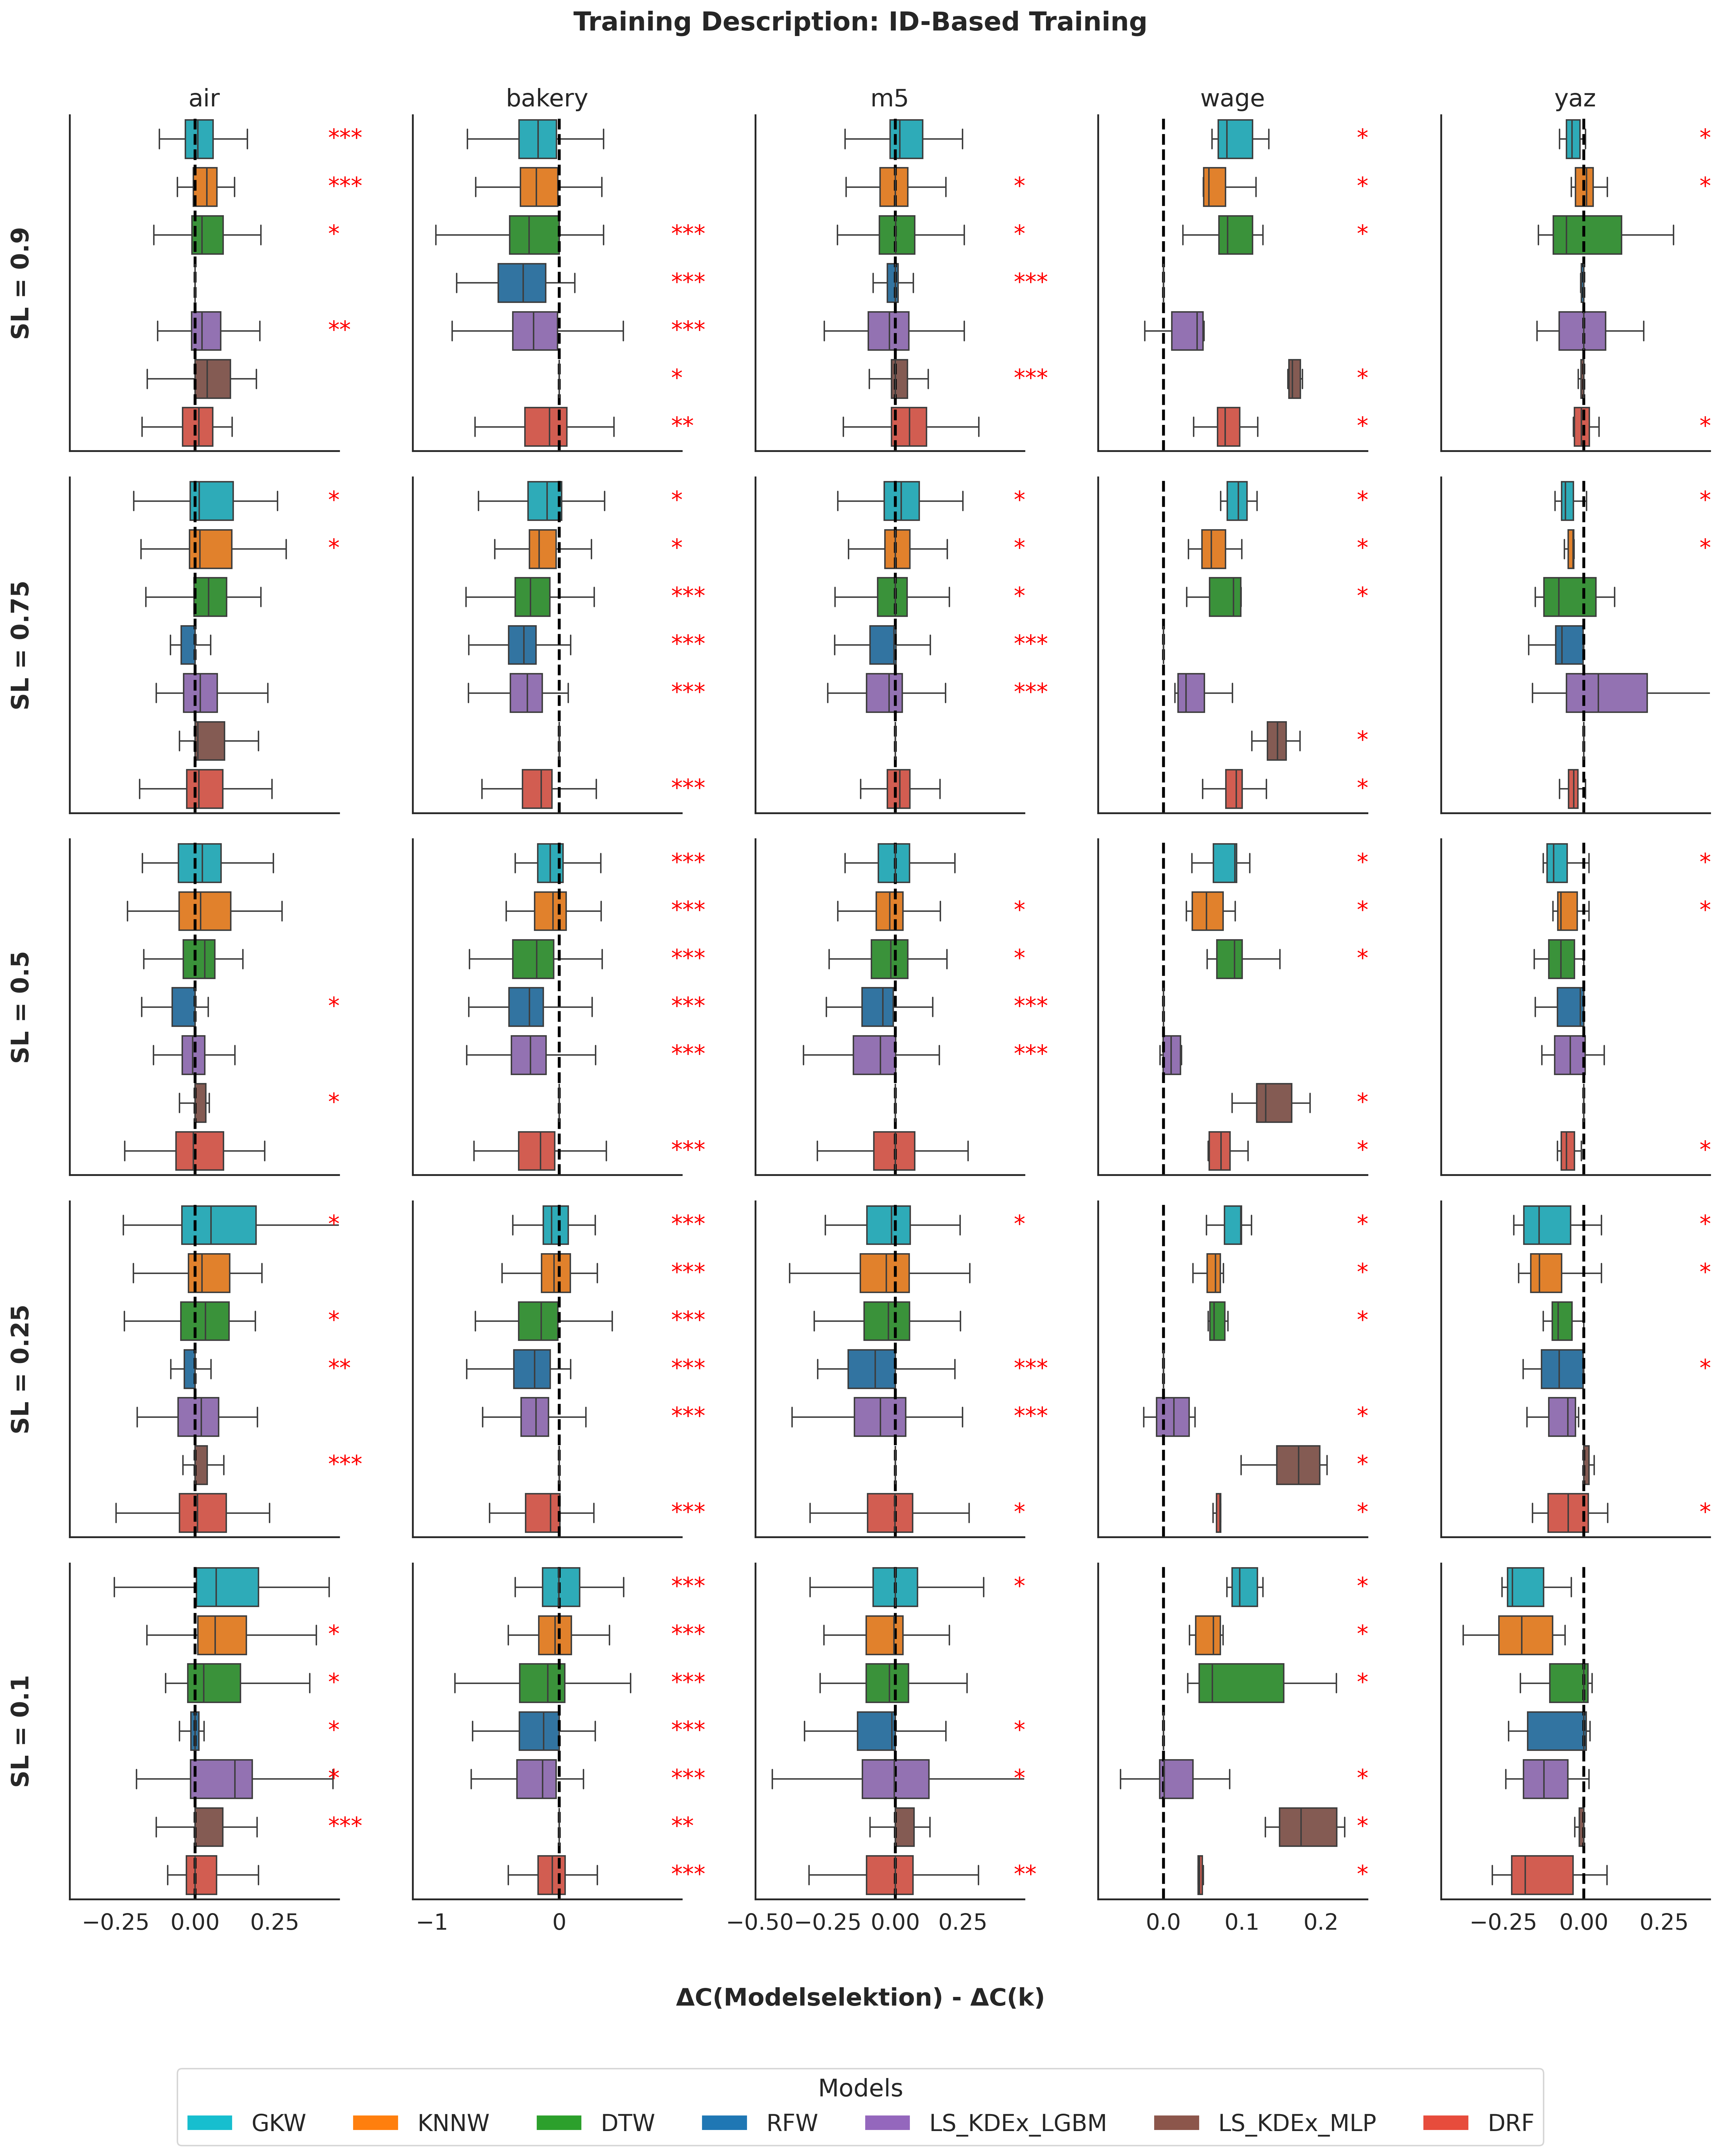 Training Description: ID-Based Training
air bakery m5 wage yaz
SL = 0.9
*** * *
*** * * *
* *** * *
*** ***
** ***
* *** *
** * *
SL = 0.75
* * * * *
* * * * *
*** * *
*** ***
*** ***
*
*** *
SL = 0.5
*** * *
*** * * *
*** * *
* *** ***
*** ***
* *
*** * *
SL = 0.25
* *** * * *
*** * *
* *** *
** *** *** *
*** *** *
*** *
*** * * *
SL = 0.1
*** * *
* *** *
* *** *
* *** *
* *** * *
*** ** *
*** ** *
−0.25 0.00 0.25 −1 0 −0.50 −0.25 0.00 0.25 0.0 0.1 0.2 −0.25 0.00 0.25
ΔC(Modelselektion) - ΔC(k)
Models
GKW KNNW DTW RFW LS_KDEx_LGBM LS_KDEx_MLP DRF